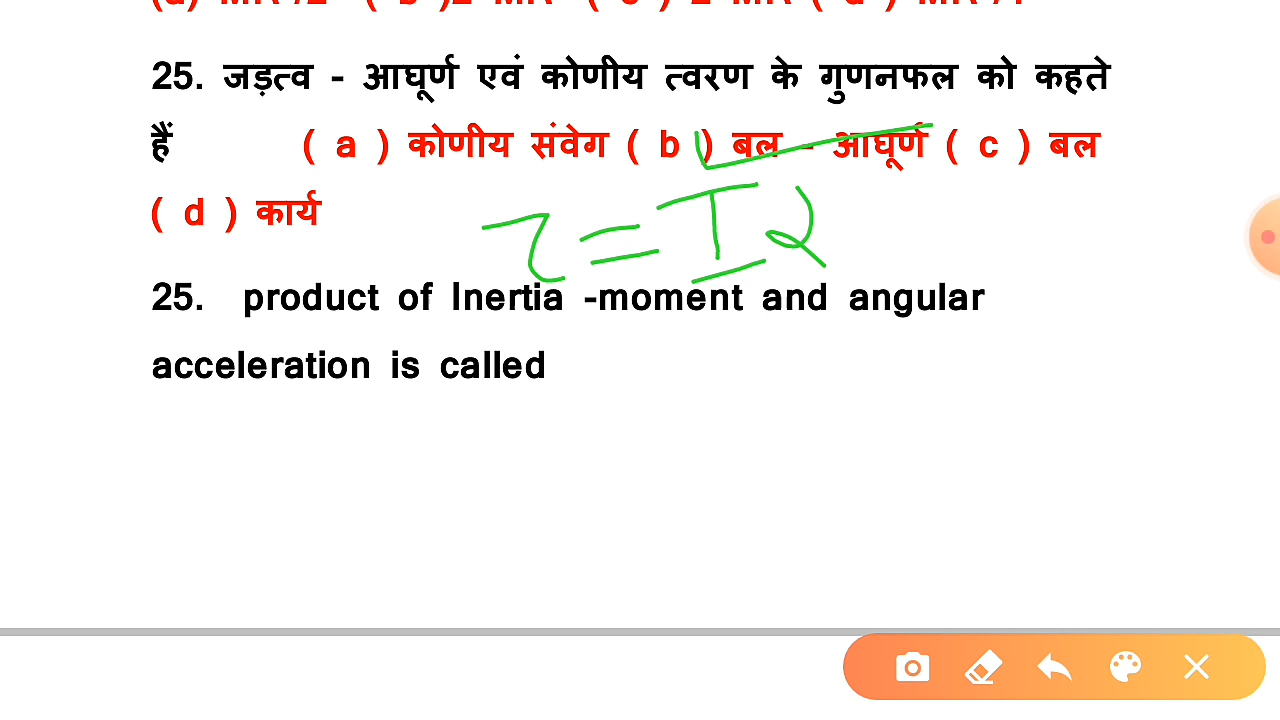 25. जड़त्व - आघूर्ण एवं कोणीय त्वरण के गुणनफल को कहते
हैं ( a ) कोणीय संवेग ( b ) बल - आघूर्ण ( c ) बल
( d ) कार्य
τ = Iα
25. product of Inertia -moment and angular
acceleration is called